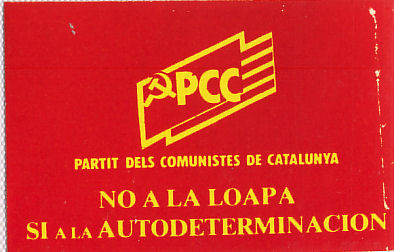 PCC
PARTIT DELS COMUNISTES DE CATALUNYA
NO A LA LOAPA
SI A LA AUTODETERMINACION